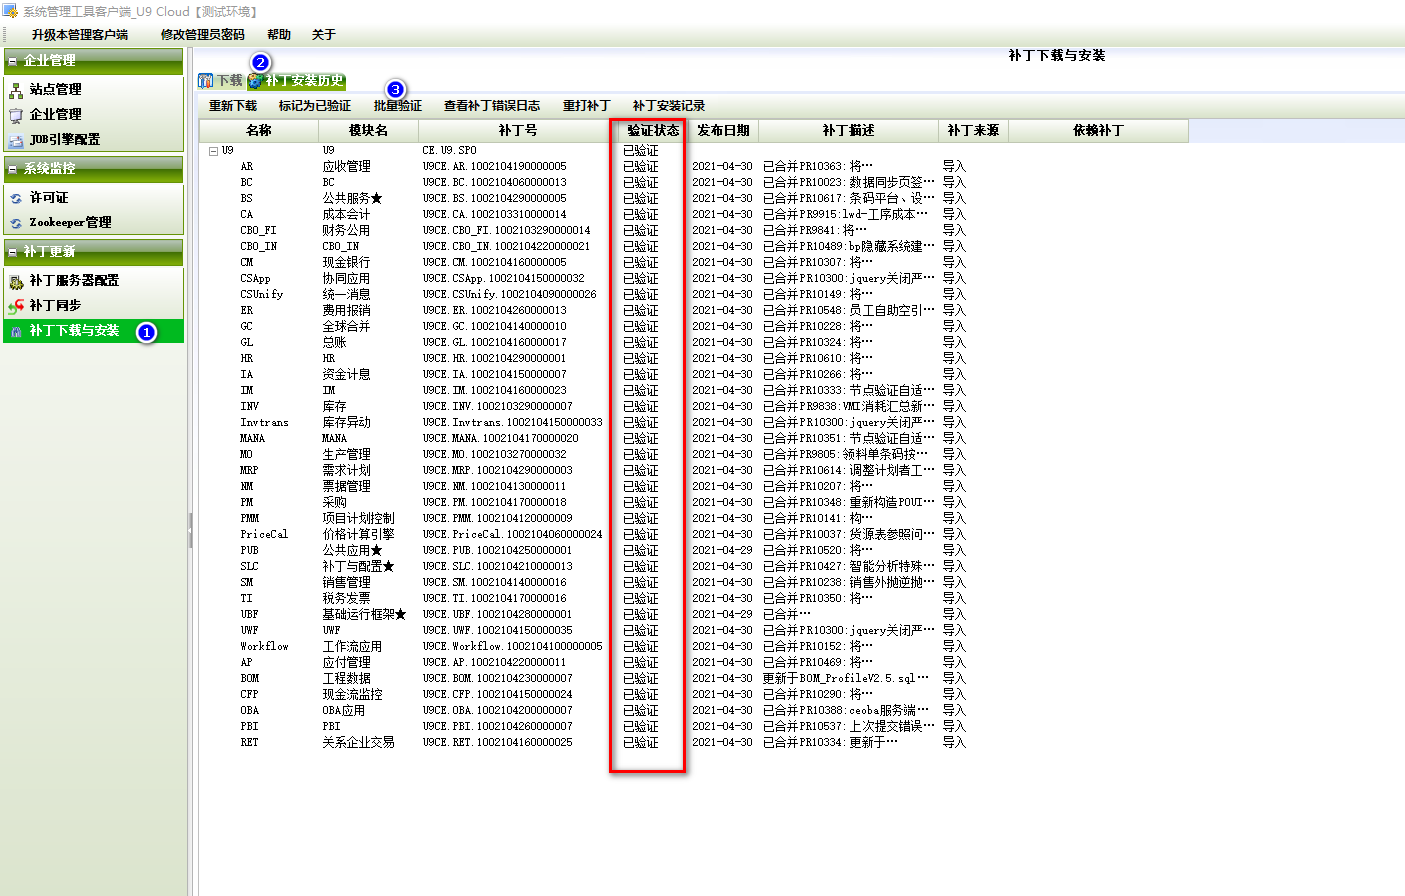 系统管理工具客户端_U9 Cloud【测试环境】
升级本管理客户端 修改管理员密码 帮助 关于
企业管理
站点管理
企业管理
JOB引擎配置
系统监控
许可证
Zookeeper管理
补丁更新
补丁服务器配置
补丁同步
补丁下载与安装 1
补丁下载与安装
2
下载 补丁安装历史
3
重新下载 标记为已验证 批量验证 查看补丁错误日志 重打补丁 补丁安装记录
名称 模块名 补丁号 验证状态 发布日期 补丁描述 补丁来源 依赖补丁
U9 U9 CE.U9.SP0 已验证
AR 应收管理 U9CE.AR.1002104190000005 已验证 2021-04-30 已合并PR10363:将… 导入
BC BC U9CE.BC.1002104060000013 已验证 2021-04-30 已合并PR10023:数据同步页签… 导入
BS 公共服务★ U9CE.BS.1002104290000005 已验证 2021-04-30 已合并PR10617:条码平台、设… 导入
CA 成本会计 U9CE.CA.1002103310000014 已验证 2021-04-30 已合并PR9915:lwd-工序成本… 导入
CBO_FI 财务公用 U9CE.CBO_FI.1002103290000014 已验证 2021-04-30 已合并PR9841:将… 导入
CBO_IN CBO_IN U9CE.CBO_IN.1002104220000021 已验证 2021-04-30 已合并PR10489:bp隐藏系统建… 导入
CM 现金银行 U9CE.CM.1002104160000005 已验证 2021-04-30 已合并PR10307:将… 导入
CSApp 协同应用 U9CE.CSApp.1002104150000032 已验证 2021-04-30 已合并PR10300:jquery关闭严… 导入
CSUnify 统一消息 U9CE.CSUnify.1002104090000026 已验证 2021-04-30 已合并PR10149:将… 导入
ER 费用报销 U9CE.ER.1002104260000013 已验证 2021-04-30 已合并PR10548:员工自助空引… 导入
GC 全球合并 U9CE.GC.1002104140000010 已验证 2021-04-30 已合并PR10228:将… 导入
GL 总账 U9CE.GL.1002104160000017 已验证 2021-04-30 已合并PR10324:将… 导入
HR HR U9CE.HR.1002104290000001 已验证 2021-04-30 已合并PR10610:将… 导入
IA 资金计息 U9CE.IA.1002104150000007 已验证 2021-04-30 已合并PR10266:将… 导入
IM IM U9CE.IM.1002104160000023 已验证 2021-04-30 已合并PR10333:节点验证自适… 导入
INV 库存 U9CE.INV.1002103290000007 已验证 2021-04-30 已合并PR9838:VMI消耗汇总新… 导入
Invtrans 库存异动 U9CE.Invtrans.1002104150000033 已验证 2021-04-30 已合并PR10300:jquery关闭严… 导入
MANA MANA U9CE.MANA.1002104170000020 已验证 2021-04-30 已合并PR10351:节点验证自适… 导入
MO 生产管理 U9CE.MO.1002103270000032 已验证 2021-04-30 已合并PR9805:领料单条码按… 导入
MRP 需求计划 U9CE.MRP.1002104290000003 已验证 2021-04-30 已合并PR10614:调整计划者工… 导入
NM 票据管理 U9CE.NM.1002104130000011 已验证 2021-04-30 已合并PR10207:将… 导入
PM 采购 U9CE.PM.1002104170000018 已验证 2021-04-30 已合并PR10348:重新构造POUI… 导入
PMM 项目计划控制 U9CE.PMM.1002104120000009 已验证 2021-04-30 已合并PR10141:构… 导入
PriceCal 价格计算引擎 U9CE.PriceCal.1002104060000024 已验证 2021-04-30 已合并PR10037:货源表参照问… 导入
PUB 公共应用★ U9CE.PUB.1002104250000001 已验证 2021-04-29 已合并PR10520:将… 导入
SLC 补丁与配置★ U9CE.SLC.1002104210000013 已验证 2021-04-30 已合并PR10427:智能分析特殊… 导入
SM 销售管理 U9CE.SM.1002104140000016 已验证 2021-04-30 已合并PR10238:销售外抛逆抛… 导入
TI 税务发票 U9CE.TI.1002104170000016 已验证 2021-04-30 已合并PR10350:将… 导入
UBF 基础运行框架★ U9CE.UBF.1002104280000001 已验证 2021-04-29 已合并… 导入
UWF UWF U9CE.UWF.1002104150000035 已验证 2021-04-30 已合并PR10300:jquery关闭严… 导入
Workflow 工作流应用 U9CE.Workflow.1002104100000005 已验证 2021-04-30 已合并PR10152:将… 导入
AP 应付管理 U9CE.AP.1002104220000011 已验证 2021-04-30 已合并PR10469:将… 导入
BOM 工程数据 U9CE.BOM.1002104230000007 已验证 2021-04-30 更新于BOM_ProfileV2.5.sql… 导入
CFP 现金流监控 U9CE.CFP.1002104150000024 已验证 2021-04-30 已合并PR10290:将… 导入
OBA OBA应用 U9CE.OBA.1002104200000007 已验证 2021-04-30 已合并PR10388:ceoba服务端… 导入
PBI PBI U9CE.PBI.1002104260000007 已验证 2021-04-30 已合并PR10537:上次提交错误… 导入
RET 关系企业交易 U9CE.RET.1002104160000025 已验证 2021-04-30 已合并PR10334:更新于… 导入